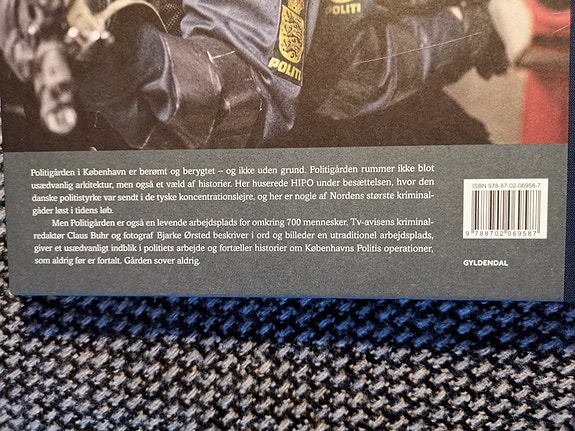 POLITI
POLITI
Politigården i København er berømt og berygtet – og ikke uden grund. Politigården rummer ikke blot
usædvanlig arkitektur, men også et væld af historier. Her huserede HIPO under besættelsen, hvor den
danske politistyrke var sendt i de tyske koncentrationslejre, og her er nogle af Nordens største kriminal-
gåder løst i tidens løb.
Men Politigården er også en levende arbejdsplads for omkring 700 mennesker. Tv-avisens kriminal-
redaktør Claus Buhr og fotograf Bjarke Ørsted beskriver i ord og billeder en utraditionel arbejdsplads,
giver et usædvanligt indblik i politiets arbejde og fortæller historier om Københavns Politis operationer,
som aldrig før er fortalt. Gården sover aldrig.
ISBN 978-87-02-06958-7
9 788702 069587
GYLDENDAL